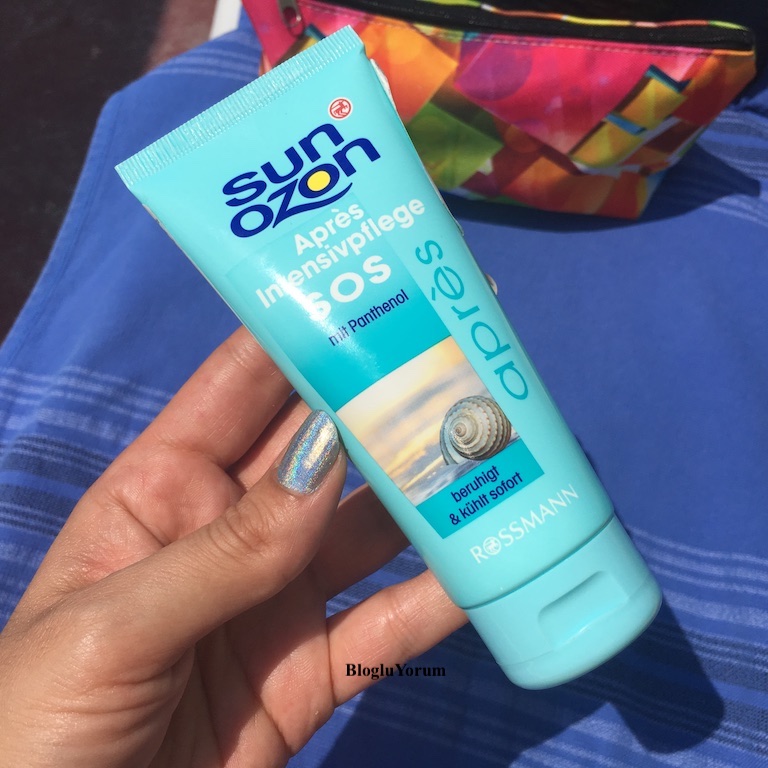 sun
ozon
Après
Intensivpflege
SOS
mit Panthenol
après
beruhigt
& kühlt sofort
ROSSMANN
BlogluYorum